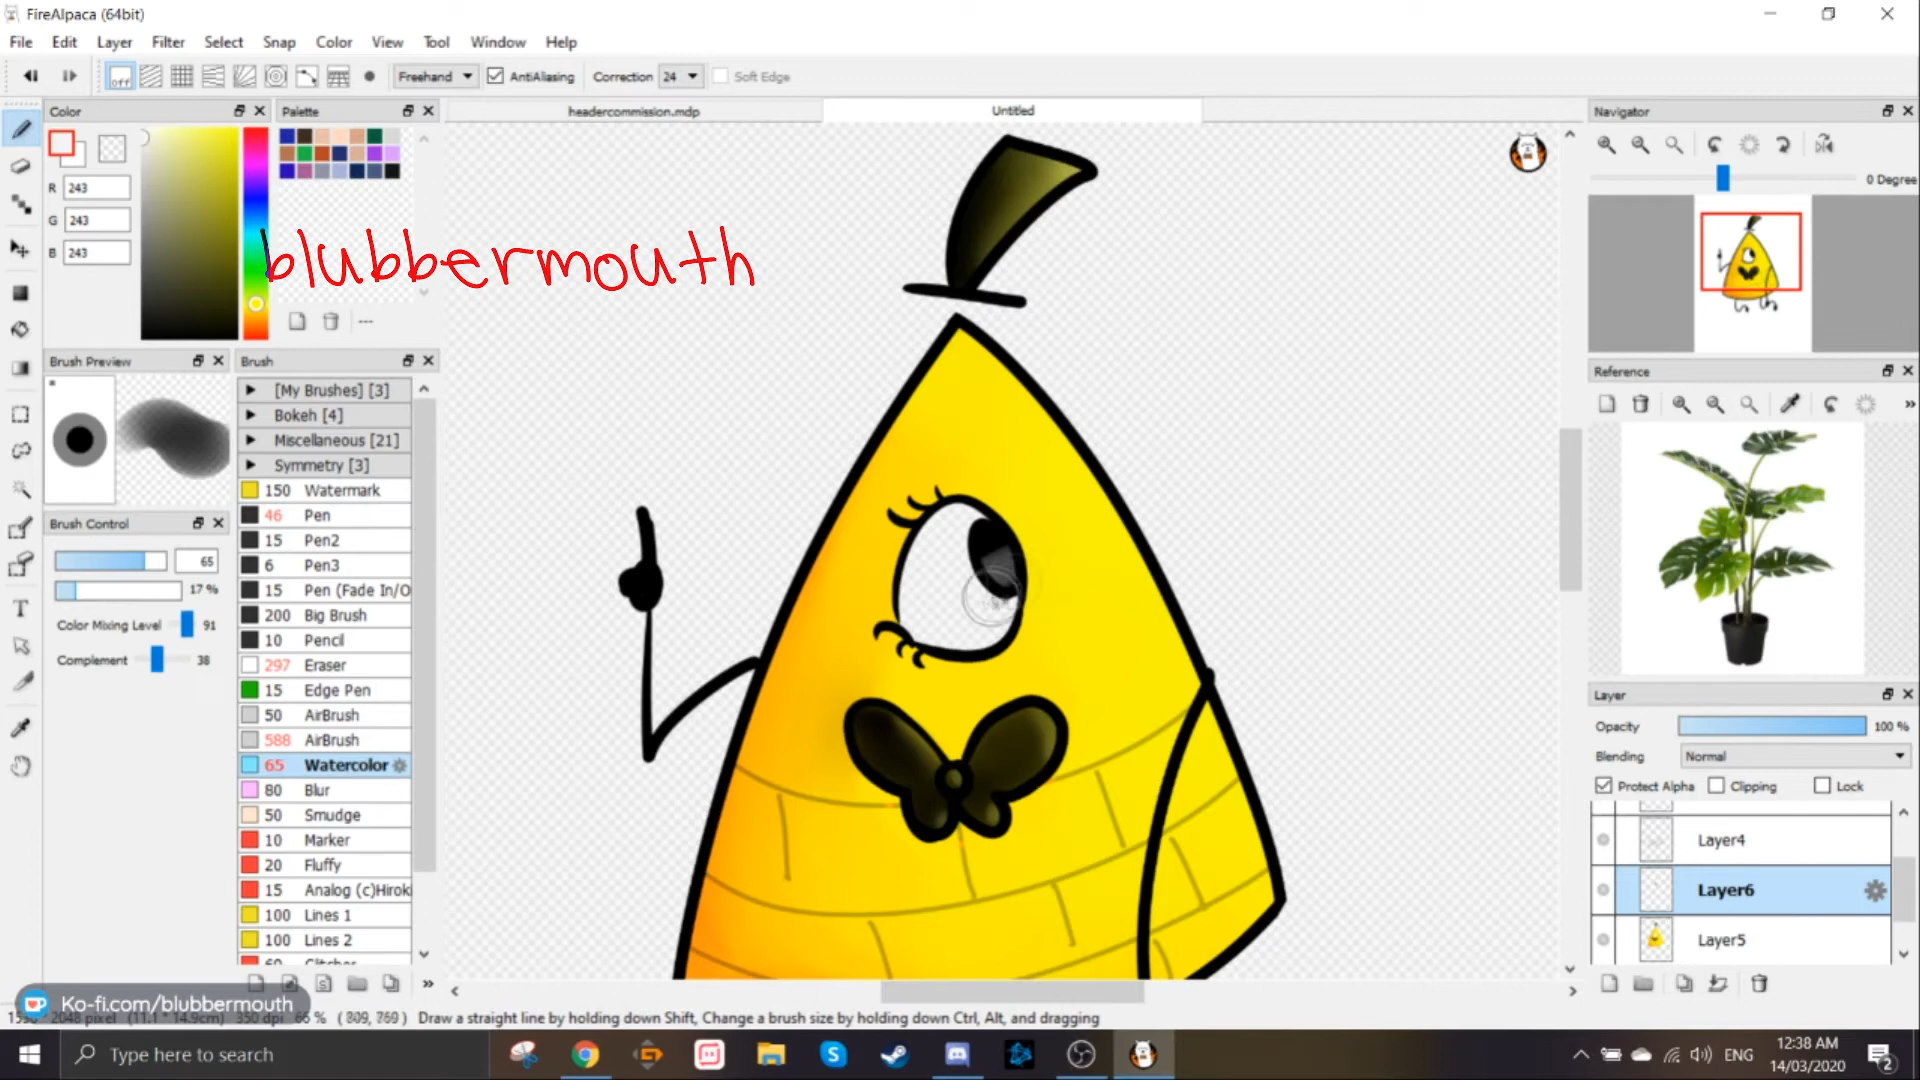 FireAlpaca (64bit)
File Edit Layer Filter Select Snap Color View Tool Window Help
off Freehand AntiAliasing Correction 24 Soft Edge
Color
Palette
headercommission.mdp
Untitled
Navigator
R 243
G 243
B 243
0 Degree
blubbermouth
Brush Preview
Brush
[My Brushes] [3]
Bokeh [4]
Miscellaneous [21]
Symmetry [3]
150 Watermark
46 Pen
15 Pen2
6 Pen3
15 Pen (Fade In/O
200 Big Brush
10 Pencil
297 Eraser
15 Edge Pen
50 AirBrush
588 AirBrush
65 Watercolor
80 Blur
50 Smudge
10 Marker
20 Fluffy
15 Analog (c)Hirok
100 Lines 1
100 Lines 2
Brush Control
65
17 %
Color Mixing Level 91
Complement 38
Reference
Layer
Opacity 100 %
Blending Normal
Protect Alpha Clipping Lock
Layer4
Layer6
Layer5
Ko-fi.com/blubbermouth
* 2048 pixel (11.1 * 14.9cm) 350 dpi 66 % ( 809, 769 ) Draw a straight line by holding down Shift, Change a brush size by holding down Ctrl, Alt, and dragging
Type here to search
ENG
12:38 AM
14/03/2020
2